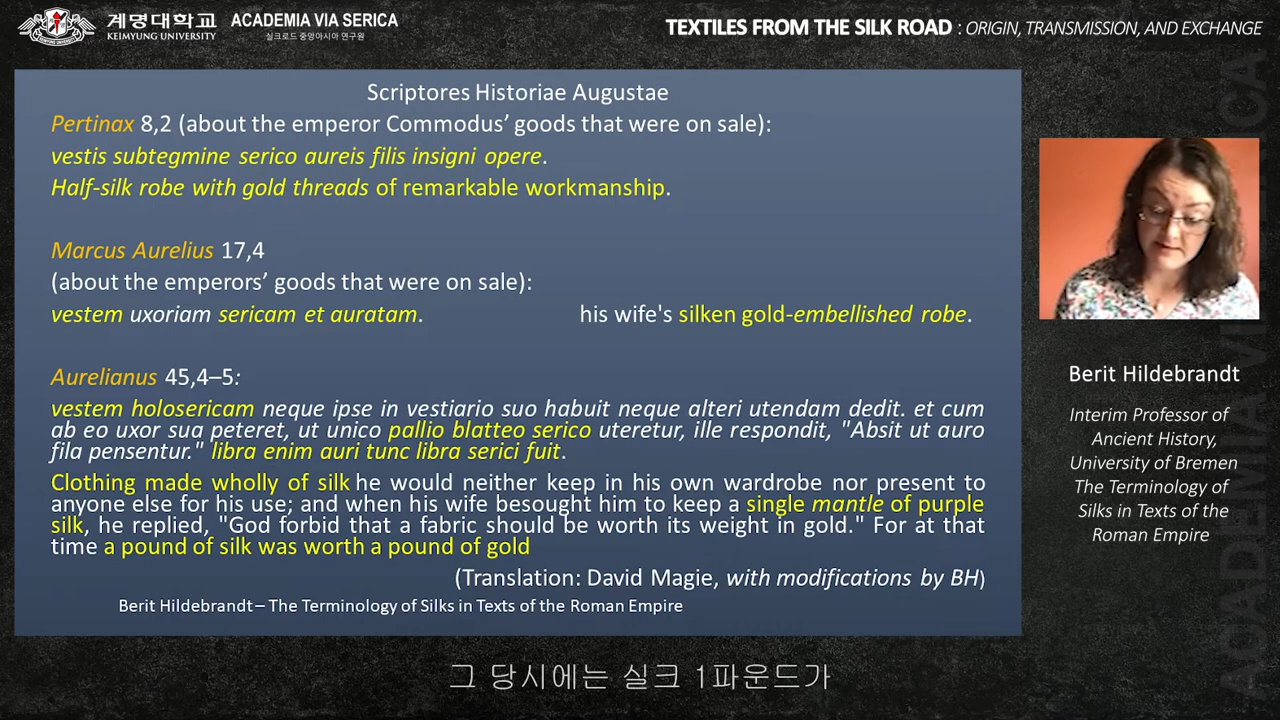 계명대학교
KEIMYUNG UNIVERSITY
ACADEMIA VIA SERICA
실크로드 중앙아시아 연구원
TEXTILES FROM THE SILK ROAD : ORIGIN, TRANSMISSION, AND EXCHANGE
Scriptores Historiae Augustae
Pertinax 8,2 (about the emperor Commodus’ goods that were on sale):
vestis subtegmine serico aureis filis insigni opere.
Half-silk robe with gold threads of remarkable workmanship.
Marcus Aurelius 17,4
(about the emperors’ goods that were on sale):
vestem uxoriam sericam et auratam. his wife's silken gold-embellished robe.
Aurelianus 45,4–5:
vestem holosericam neque ipse in vestiario suo habuit neque alteri utendam dedit. et cum
ab eo uxor sua peteret, ut unico pallio blatteo serico uteretur, ille respondit, "Absit ut auro
fila pensentur." libra enim auri tunc libra serici fuit.
Clothing made wholly of silk he would neither keep in his own wardrobe nor present to
anyone else for his use; and when his wife besought him to keep a single mantle of purple
silk, he replied, "God forbid that a fabric should be worth its weight in gold." For at that
time a pound of silk was worth a pound of gold
(Translation: David Magie, with modifications by BH)
Berit Hildebrandt – The Terminology of Silks in Texts of the Roman Empire
Berit Hildebrandt
Interim Professor of
Ancient History,
University of Bremen
The Terminology of
Silks in Texts of the
Roman Empire
그 당시에는 실크 1파운드가